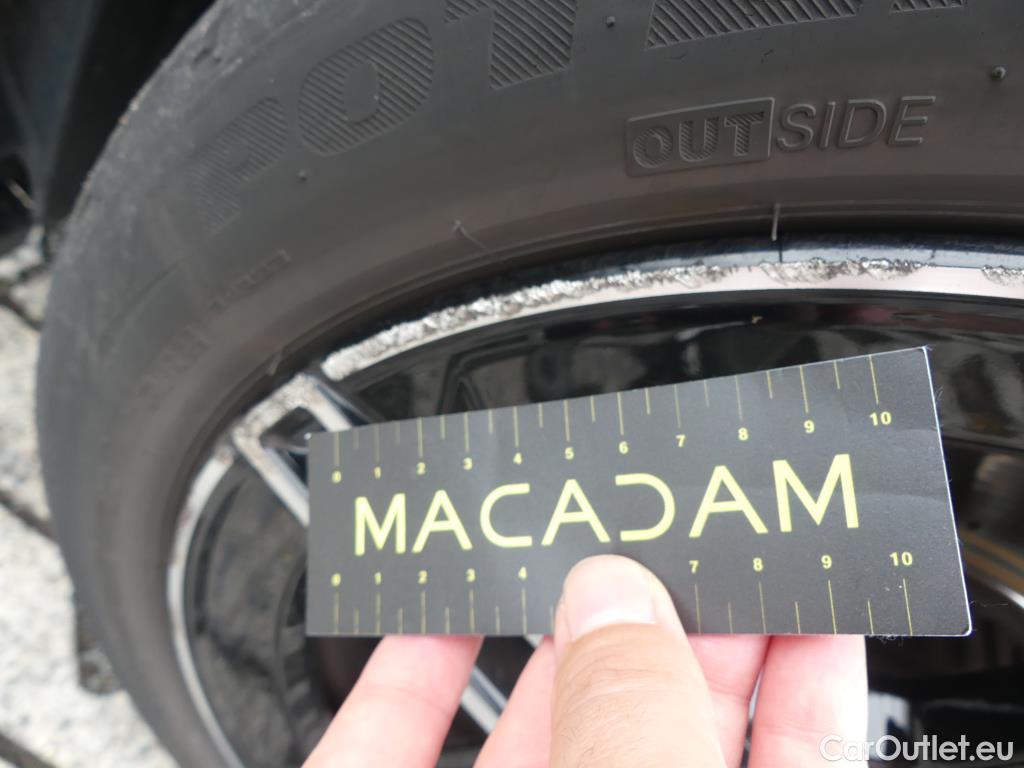 POTE
OUTSIDE
0 1 2 3 4 5 6 7 8 9 10
MACADAM
0 1 2 3 4 7 8 9 10
CarOutlet.eu